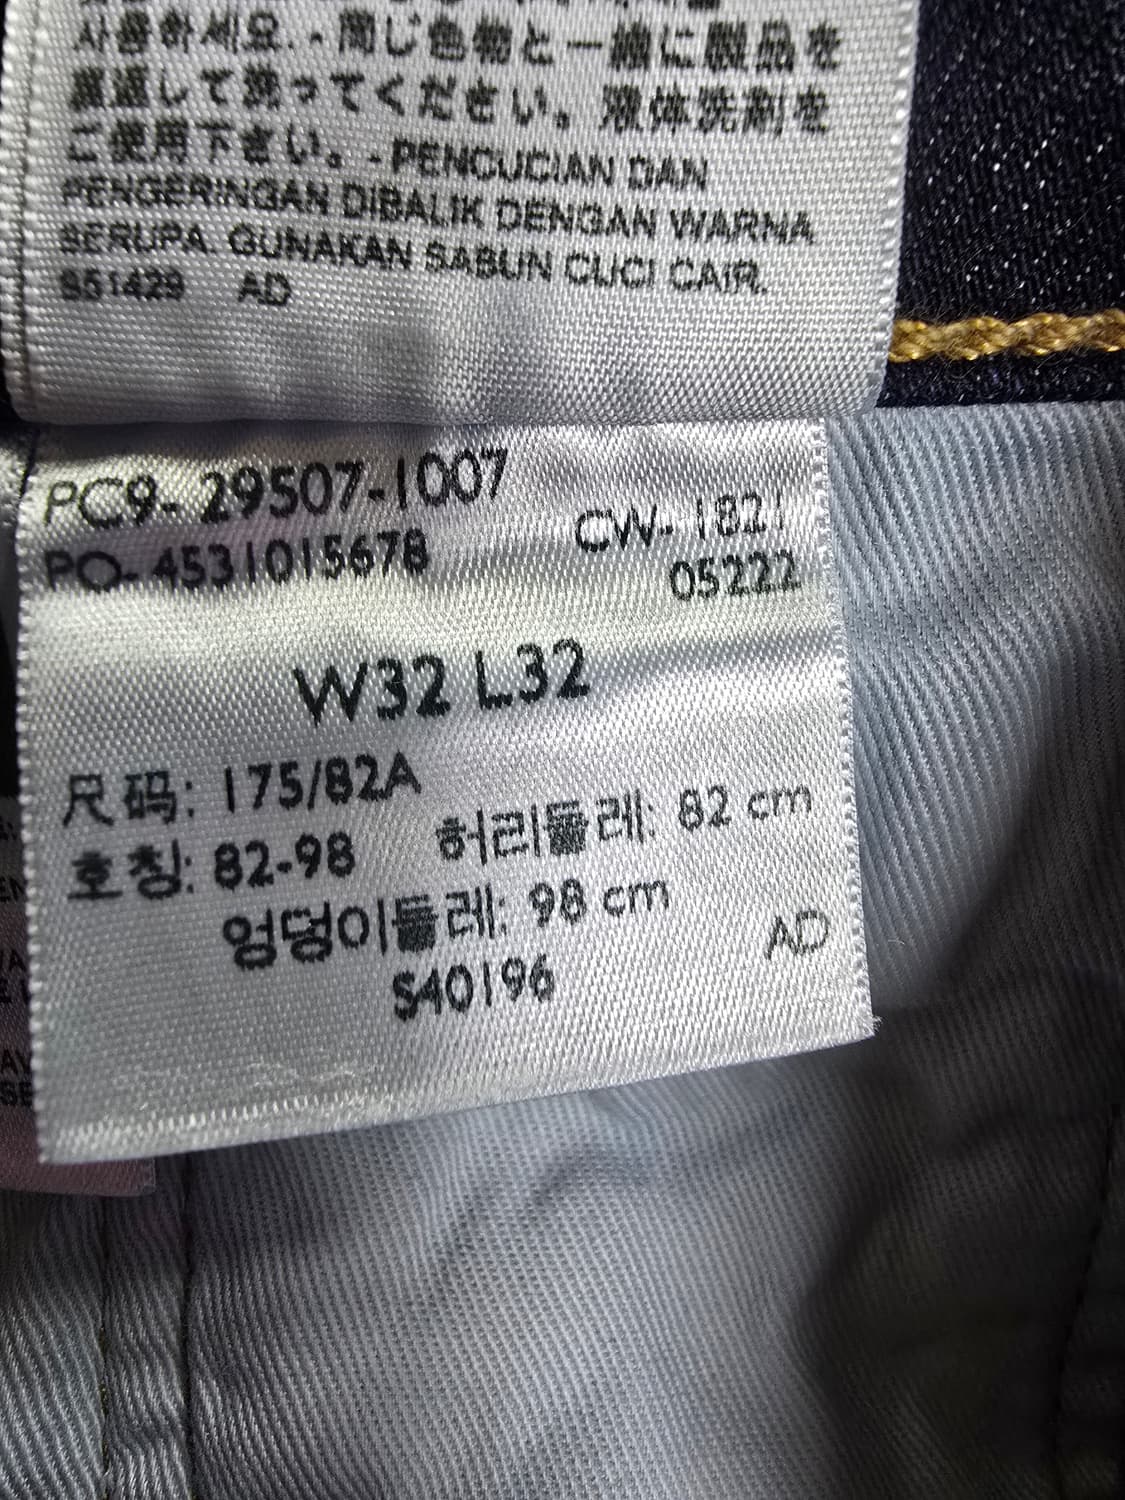 사용하세요. - 同じ色物と一緒に製品を
裏返して洗ってください。液体洗剤を
ご使用下さい。 - PENCUCIAN DAN
PENGERINGAN DIBALIK DENGAN WARNA
SERUPA. GUNAKAN SABUN CUCI CAIR.
S51429 AD
PC9-29507-1007
PO-4531015678
CW-1821
05222
W32 L32
尺码: 175/82A
호칭: 82-98 허리둘레: 82 cm
엉덩이둘레: 98 cm
S40196 AD